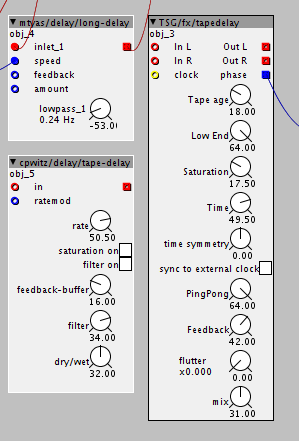 mtyas/delay/long-delay
obj_4
inlet_1
speed
feedback
amount
lowpass_1
0.24 Hz
-53.0
cpwitz/delay/tape-delay
obj_5
in
ratemod
rate
50.50
saturation on
filter on
feedback-buffer
16.00
filter
34.00
dry/wet
32.00
TSG/fx/tapedelay
obj_3
In L Out L
In R Out R
clock phase
Tape age
18.00
Low End
64.00
Saturation
17.50
Time
49.50
time symmetry
0.00
sync to external clock
PingPong
64.00
Feedback
42.00
flutter
x0.000
0.00
mix
31.00